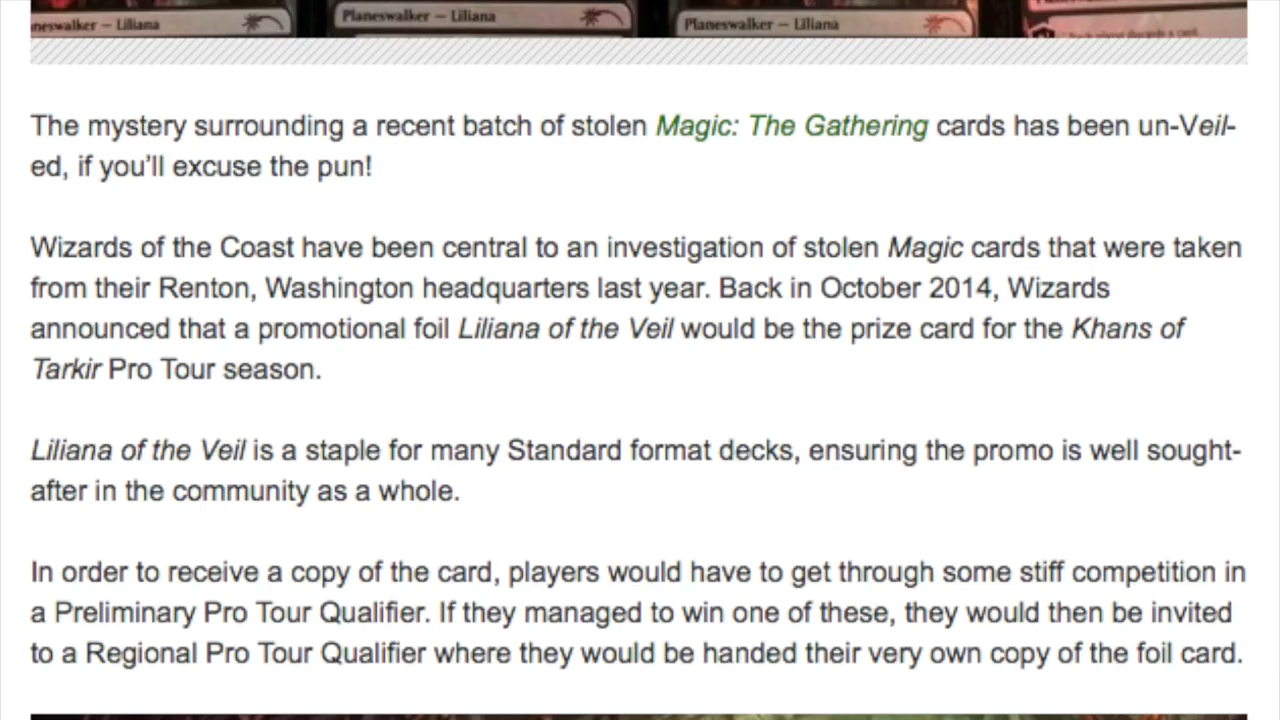 neswalker — Liliana
Planeswalker — Liliana
Planeswalker — Liliana
The mystery surrounding a recent batch of stolen Magic: The Gathering cards has been un-Veil-
ed, if you'll excuse the pun!
Wizards of the Coast have been central to an investigation of stolen Magic cards that were taken
from their Renton, Washington headquarters last year. Back in October 2014, Wizards
announced that a promotional foil Liliana of the Veil would be the prize card for the Khans of
Tarkir Pro Tour season.
Liliana of the Veil is a staple for many Standard format decks, ensuring the promo is well sought-
after in the community as a whole.
In order to receive a copy of the card, players would have to get through some stiff competition in
a Preliminary Pro Tour Qualifier. If they managed to win one of these, they would then be invited
to a Regional Pro Tour Qualifier where they would be handed their very own copy of the foil card.